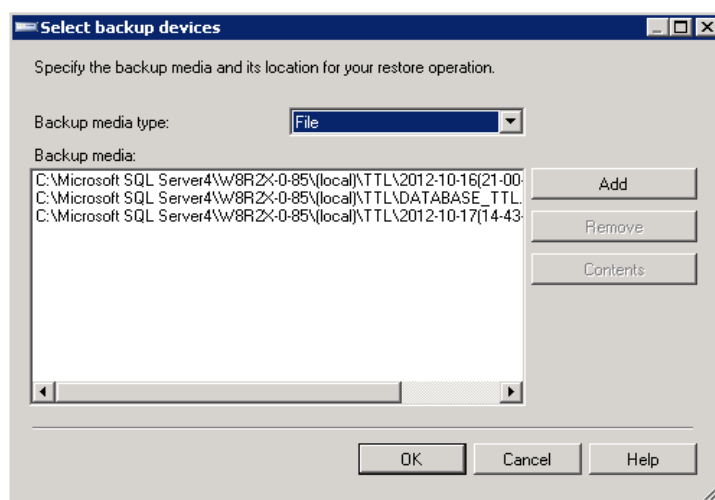 Select backup devices
Specify the backup media and its location for your restore operation.
Backup media type:
File
Backup media:
C:\Microsoft SQL Server4\W8R2X-0-85\(local)\TTL\2012-10-16(21-00-
C:\Microsoft SQL Server4\W8R2X-0-85\(local)\TTL\DATABASE_TTL.
C:\Microsoft SQL Server4\W8R2X-0-85\(local)\TTL\2012-10-17(14-43-
Add
Remove
Contents
OK
Cancel
Help